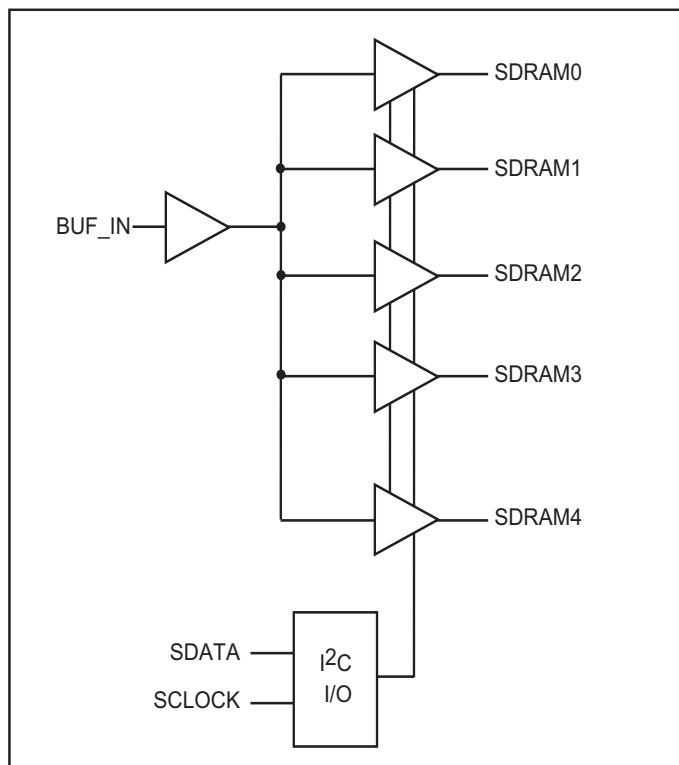 SDRAM0
SDRAM1
BUF_IN
SDRAM2
SDRAM3
SDRAM4
SDATA
SCLOCK
I²C
I/O